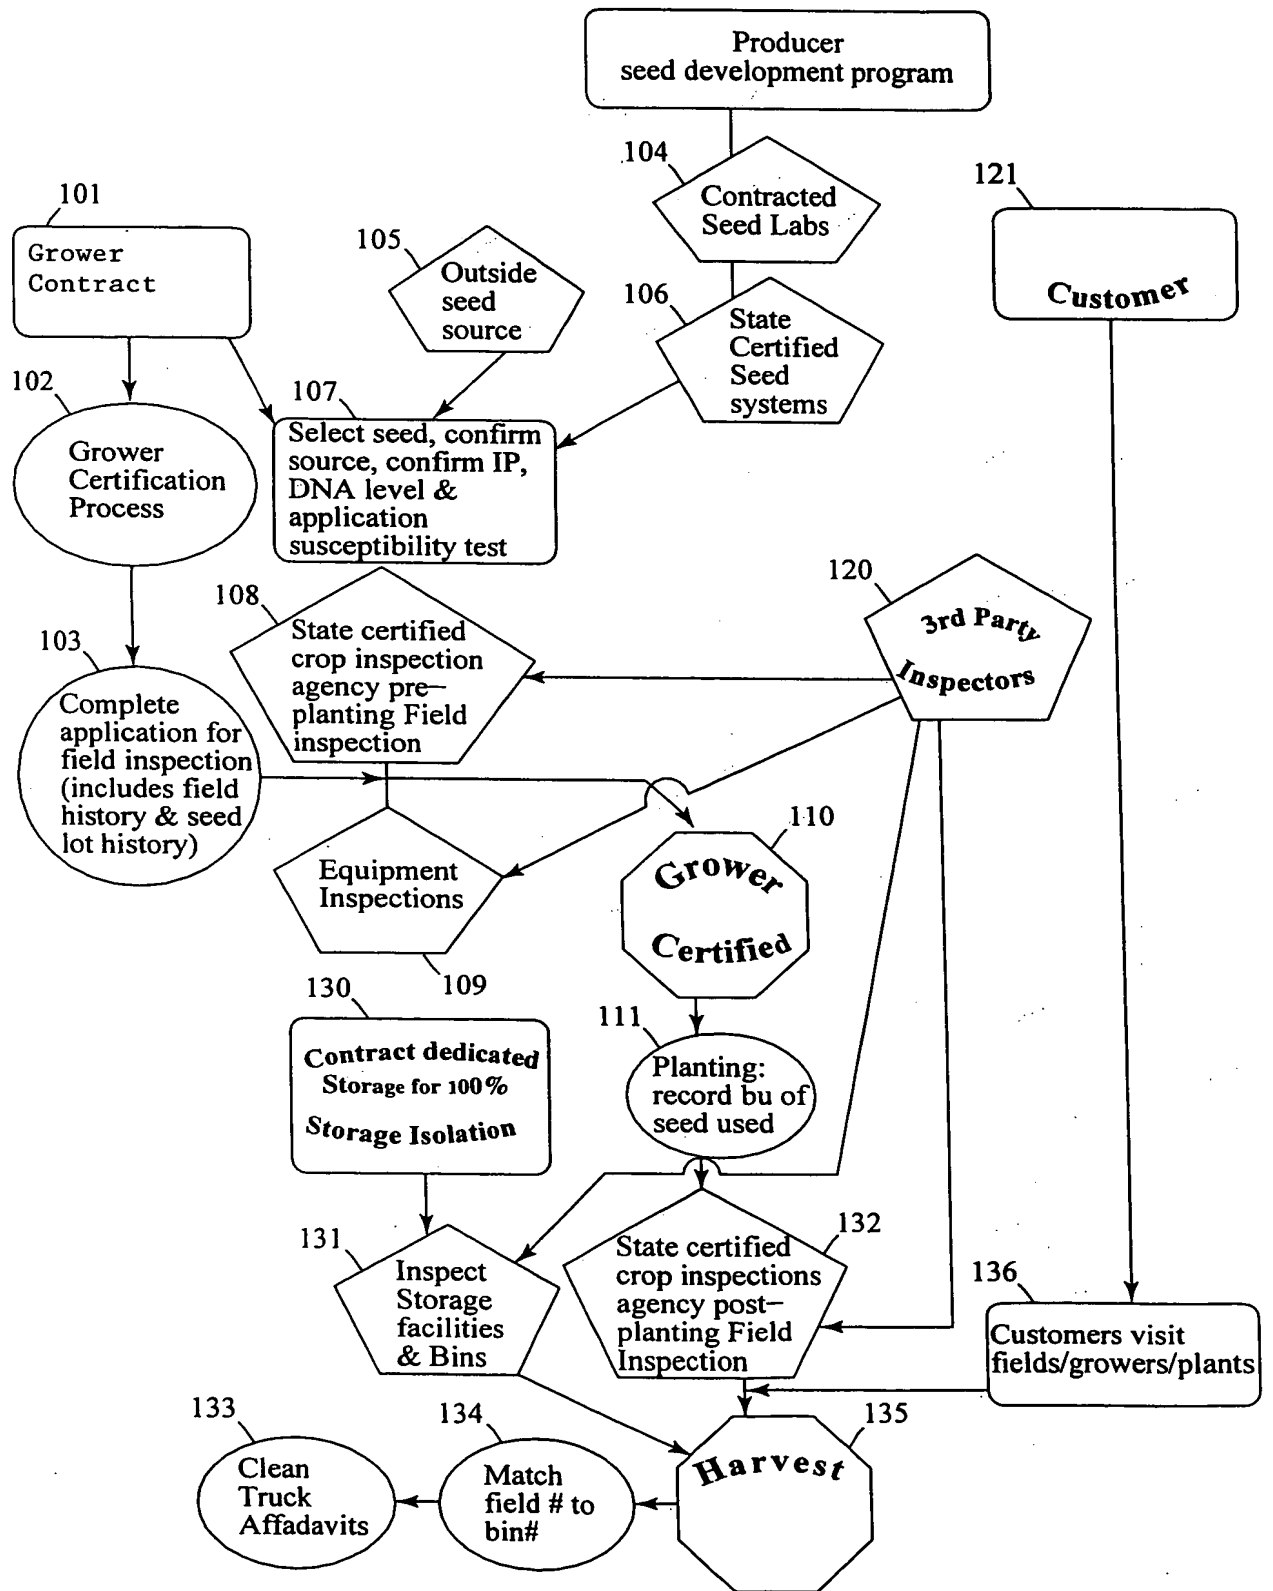 Producer
seed development program
104
Contracted
Seed Labs
121
Customer
101
Grower
Contract
105
Outside
seed
source
106
State
Certified
Seed
systems
102
Grower
Certification
Process
107
Select seed, confirm
source, confirm IP,
DNA level &
application
susceptibility test
108
State certified
crop inspection
agency pre-
planting Field
inspection
120
3rd Party
Inspectors
103
Complete
application for
field inspection
(includes field
history & seed
lot history)
Equipment
Inspections
109
110
Grower
Certified
130
Contract dedicated
Storage for 100%
Storage Isolation
111
Planting:
record bu of
seed used
131
Inspect
Storage
facilities
& Bins
132
State certified
crop inspections
agency post-
planting Field
Inspection
136
Customers visit
fields/growers/plants
133
Clean
Truck
Affadavits
134
Match
field # to
bin#
135
Harvest